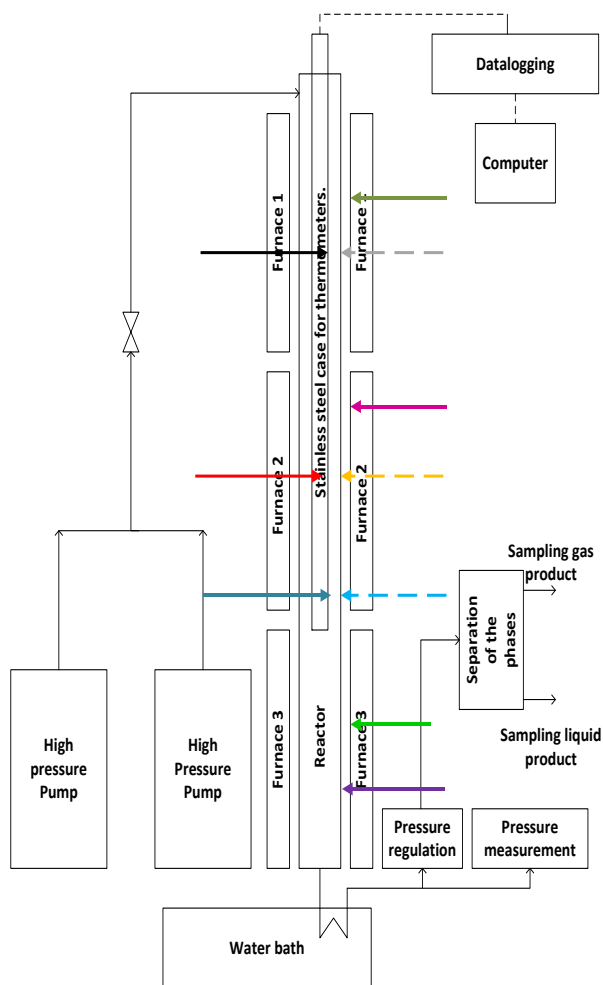 Datalogging
Computer
Furnace 1
Stainless steel case for thermometers.
Furnace 1
Furnace 2
Furnace 2
Sampling gas
product
Separation
of the
phases
Sampling liquid
product
High
pressure
Pump
High
Pressure
Pump
Furnace 3
Reactor
Furnace 3
Pressure
regulation
Pressure
measurement
Water bath